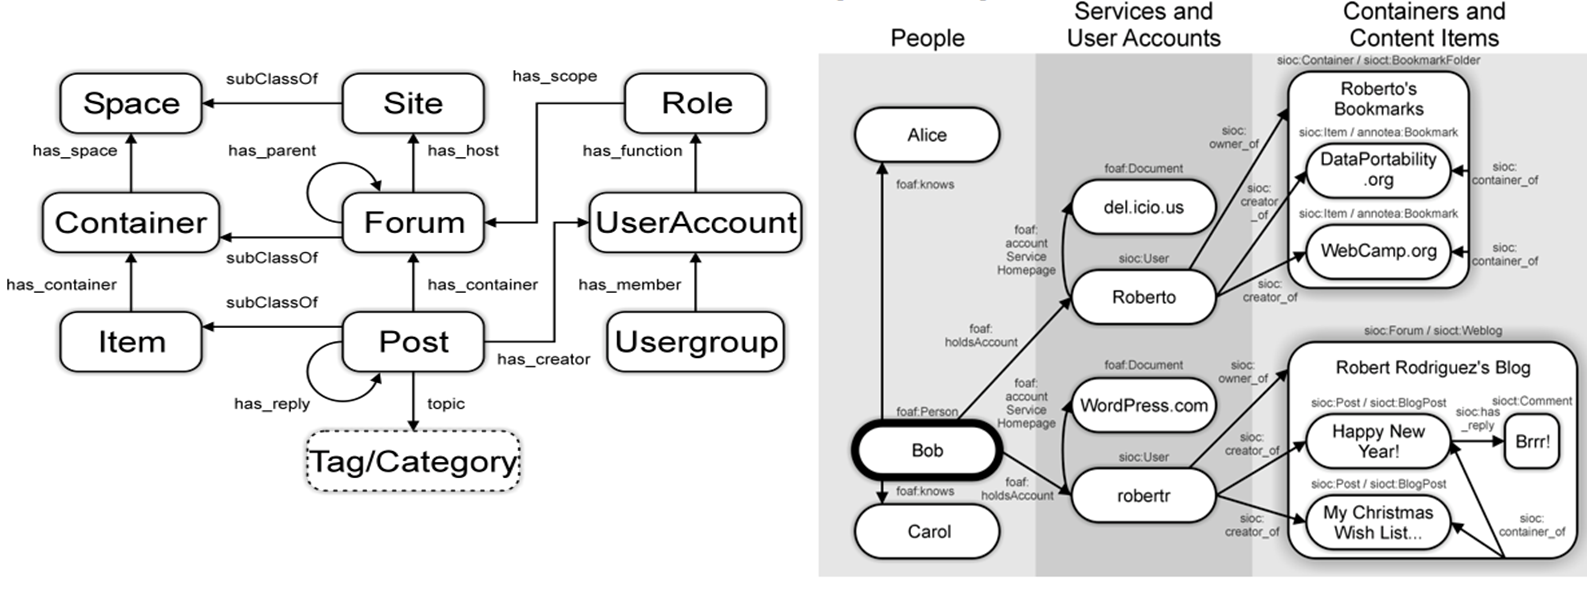 subClassOf
has_scope
Space
Site
Role
has_space
has_parent
has_host
has_function
Container
Forum
UserAccount
subClassOf
has_container
has_container
has_member
subClassOf
Item
Post
Usergroup
has_creator
has_reply
topic
Tag/Category
People
Services and
User Accounts
Containers and
Content Items
sioc:Container / sioct:BookmarkFolder
Roberto's
Bookmarks
Alice
foaf:knows
sioc:
owner_of
sioc:Item / annotea:Bookmark
DataPortability
.org
sioc:
container_of
foaf:Document
del.icio.us
sioc:
creator
_of
sioc:Item / annotea:Bookmark
WebCamp.org
sioc:
container_of
foaf:
account
Service
Homepage
sioc:User
Roberto
sioc:
creator_of
foaf:
holdsAccount
sioc:Forum / sioct:Weblog
Robert Rodriguez's Blog
foaf:Document
WordPress.com
sioc:
owner_of
foaf:
account
Service
Homepage
foaf:Person
Bob
sioc:Post / sioct:BlogPost
Happy New
Year!
sioc:has
_reply
sioct:Comment
Brrr!
sioc:
creator_of
sioc:User
robertr
foaf:
holdsAccount
foaf:knows
Carol
sioc:Post / sioct:BlogPost
My Christmas
Wish List...
sioc:
creator_of
sioc:
container_of